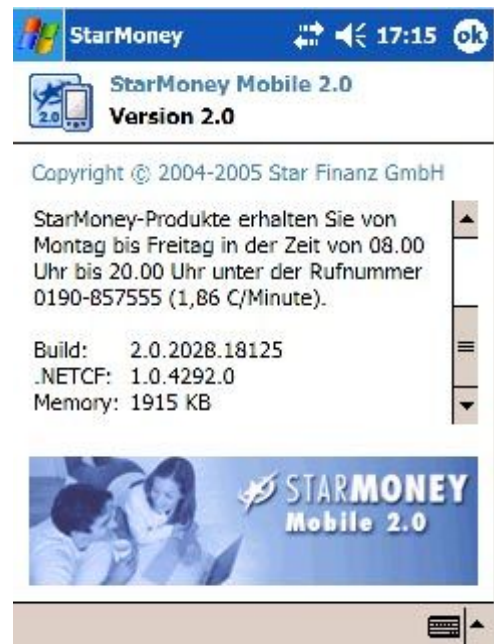 StarMoney 17:15 ok
StarMoney Mobile 2.0
2.0 Version 2.0
Copyright © 2004-2005 Star Finanz GmbH
StarMoney-Produkte erhalten Sie von
Montag bis Freitag in der Zeit von 08.00
Uhr bis 20.00 Uhr unter der Rufnummer
0190-857555 (1,86 C/Minute).
Build: 2.0.2028.18125
.NETCF: 1.0.4292.0
Memory: 1915 KB
STARMONEY
Mobile 2.0